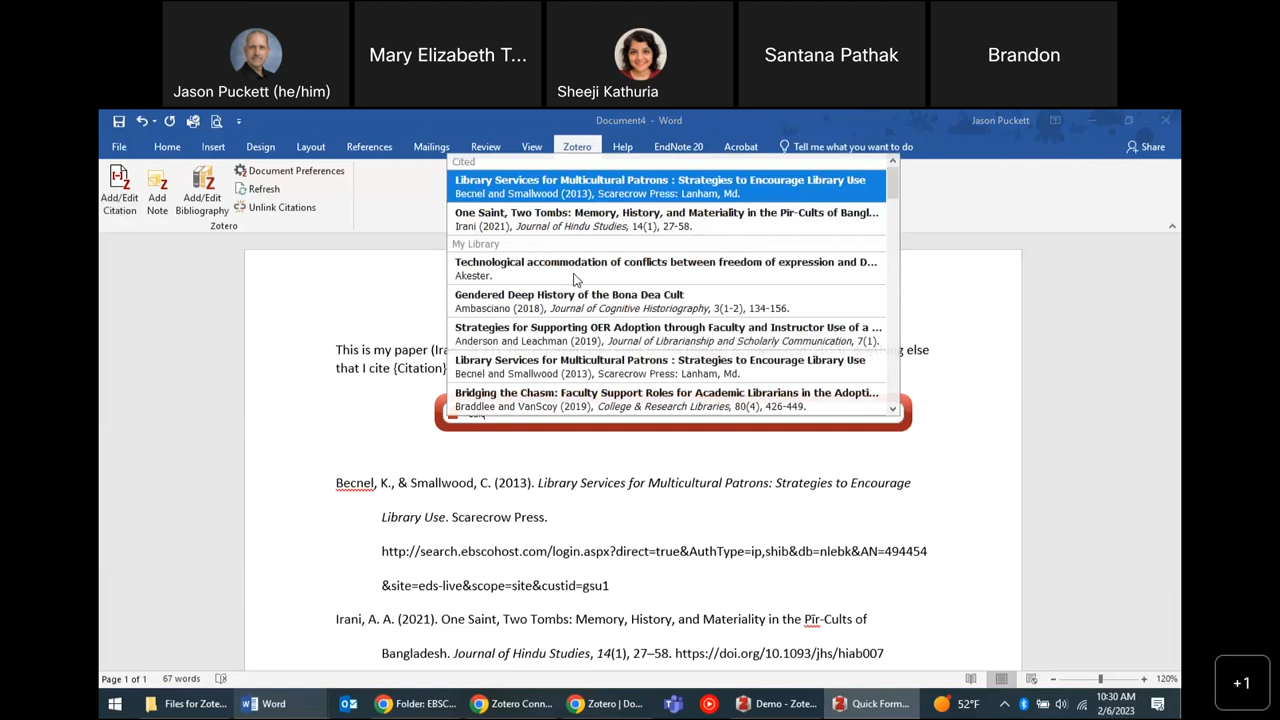 Jason Puckett (he/him)
Mary Elizabeth T...
Sheeji Kathuria
Santana Pathak
Brandon
Document4 - Word
Jason Puckett
File Home Insert Design Layout References Mailings Review View Zotero Help EndNote 20 Acrobat Tell me what you want to do Share
Add/Edit Citation
Add Note
Add/Edit Bibliography
Document Preferences
Refresh
Unlink Citations
Zotero
Cited
Library Services for Multicultural Patrons : Strategies to Encourage Library Use
Becnel and Smallwood (2013), Scarecrow Press: Lanham, Md.
One Saint, Two Tombs: Memory, History, and Materiality in the Pīr-Cults of Bangl...
Irani (2021), Journal of Hindu Studies, 14(1), 27-58.
My Library
Technological accommodation of conflicts between freedom of expression and D...
Akester.
Gendered Deep History of the Bona Dea Cult
Ambasciano (2018), Journal of Cognitive Historiography, 3(1-2), 134-156.
Strategies for Supporting OER Adoption through Faculty and Instructor Use of a ...
Anderson and Leachman (2019), Journal of Librarianship and Scholarly Communication, 7(1).
Library Services for Multicultural Patrons : Strategies to Encourage Library Use
Becnel and Smallwood (2013), Scarecrow Press: Lanham, Md.
Bridging the Chasm: Faculty Support Roles for Academic Librarians in the Adopti...
Braddlee and VanScoy (2019), College & Research Libraries, 80(4), 426-449.
This is my paper (Ira else
that I cite {Citation}
Becnel, K., & Smallwood, C. (2013). Library Services for Multicultural Patrons: Strategies to Encourage
Library Use. Scarecrow Press.
http://search.ebscohost.com/login.aspx?direct=true&AuthType=ip,shib&db=nlebk&AN=494454
&site=eds-live&scope=site&custid=gsu1
Irani, A. A. (2021). One Saint, Two Tombs: Memory, History, and Materiality in the Pīr-Cults of
Bangladesh. Journal of Hindu Studies, 14(1), 27–58. https://doi.org/10.1093/jhs/hiab007
Page 1 of 1 67 words 120%
Files for Zote... Word Folder: EBSC... Zotero Conn... Zotero | Do... Demo - Zote... Quick Form... 52°F
10:30 AM
2/6/2023
+1